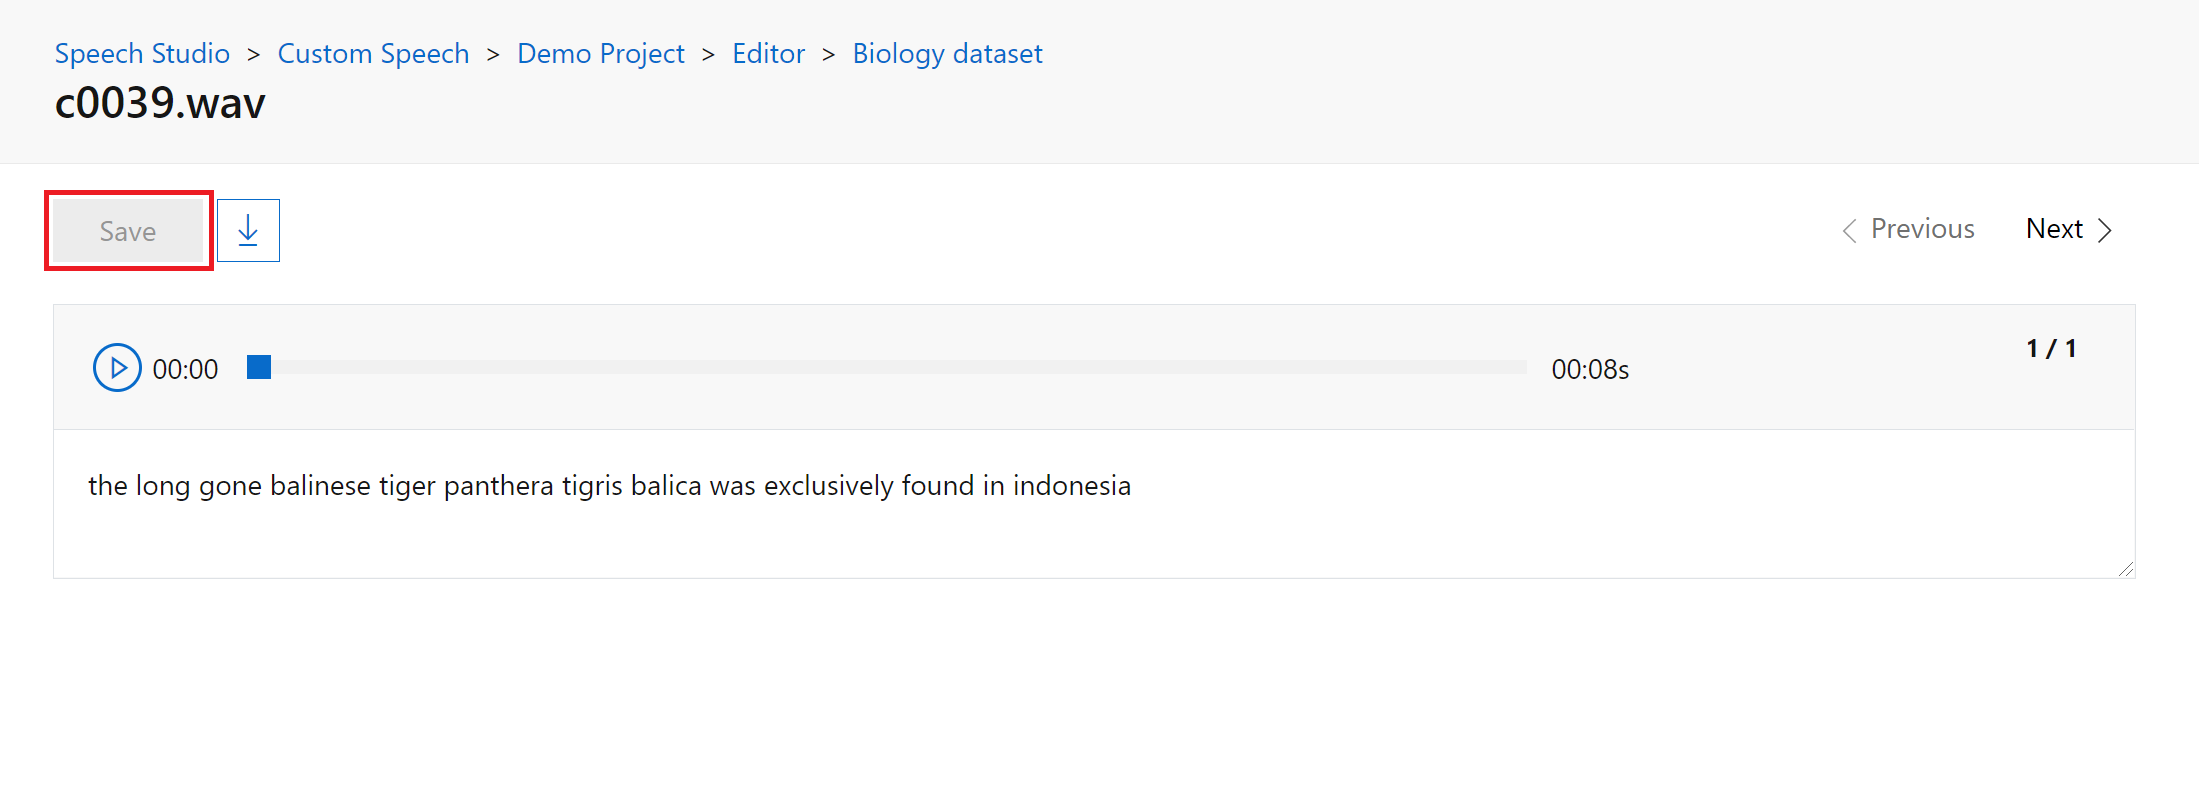 Speech Studio > Custom Speech > Demo Project > Editor > Biology dataset
c0039.wav
Save
Previous Next
00:00 00:08s 1 / 1
the long gone balinese tiger panthera tigris balica was exclusively found in indonesia